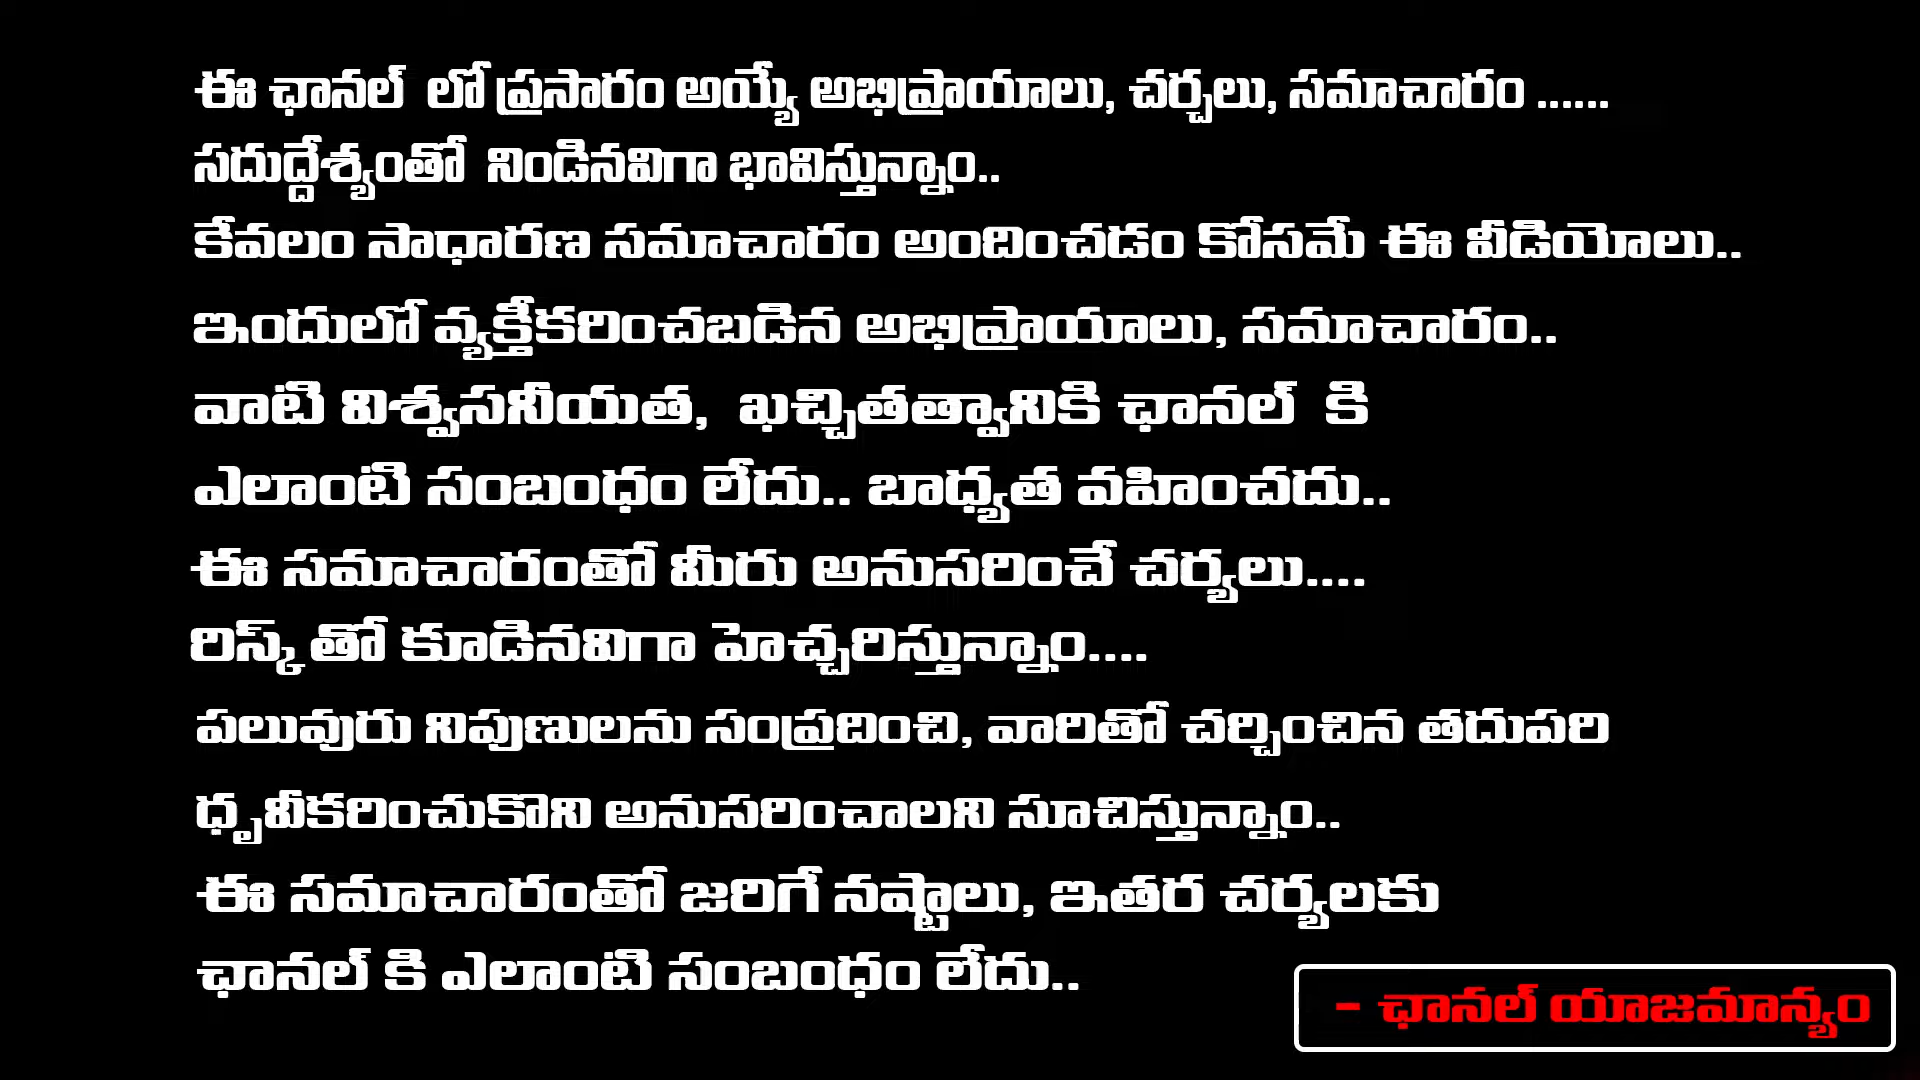 ఈ ఛానల్ లో ప్రసారం అయ్యే అభిప్రాయాలు, చర్చలు, సమాచారం ......
సదుద్దేశ్యంతో నిండినవిగా భావిస్తున్నాం..
కేవలం సాధారణ సమాచారం అందించడం కోసమే ఈ వీడియోలు..
ఇందులో వ్యక్తీకరించబడిన అభిప్రాయాలు, సమాచారం..
వాటి విశ్వసనీయత, ఖచ్చితత్వానికి ఛానల్ కి
ఎలాంటి సంబంధం లేదు.. బాధ్యత వహించదు..
ఈ సమాచారంతో మీరు అనుసరించే చర్యలు....
రిస్క్ తో కూడినవిగా హెచ్చరిస్తున్నాం....
పలువురు నిపుణులను సంప్రదించి, వారితో చర్చించిన తదుపరి
ధృవీకరించుకొని అనుసరించాలని సూచిస్తున్నాం..
ఈ సమాచారంతో జరిగే నష్టాలు, ఇతర చర్యలకు
ఛానల్ కి ఎలాంటి సంబంధం లేదు..
- ఛానల్ యాజమాన్యం